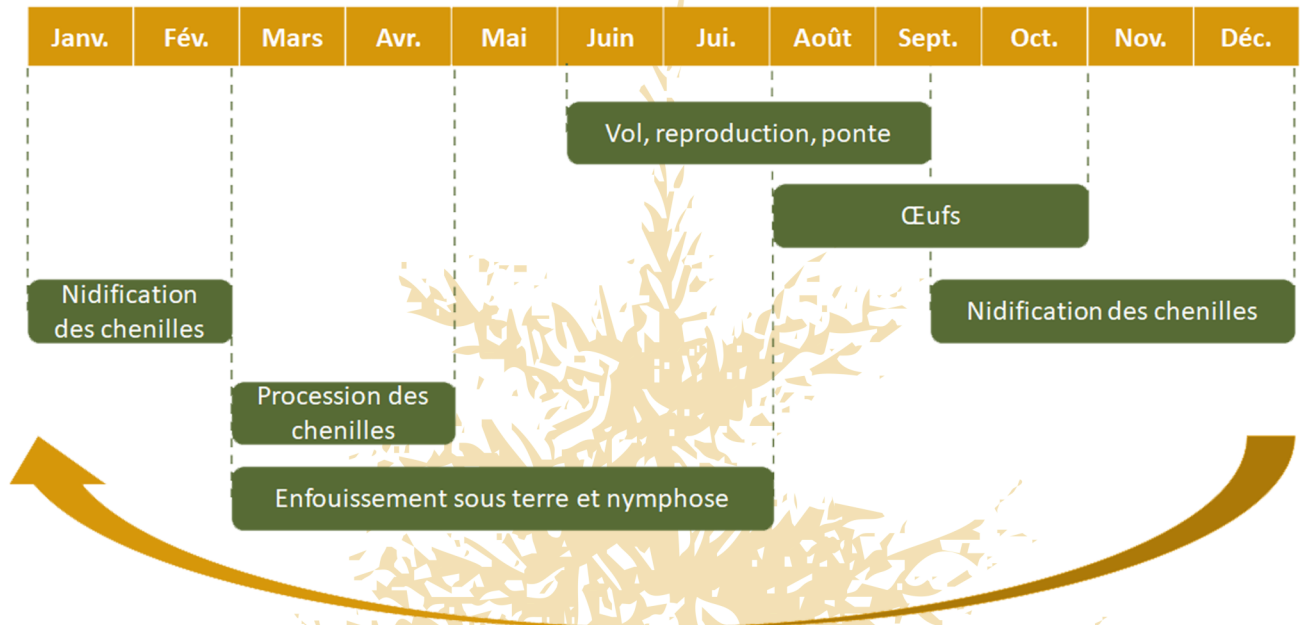 Janv. Fév. Mars Avr. Mai Juin Jui. Août Sept. Oct. Nov. Déc.
Vol, reproduction, ponte
Œufs
Nidification
des chenilles
Nidification des chenilles
Procession des
chenilles
Enfouissement sous terre et nymphose